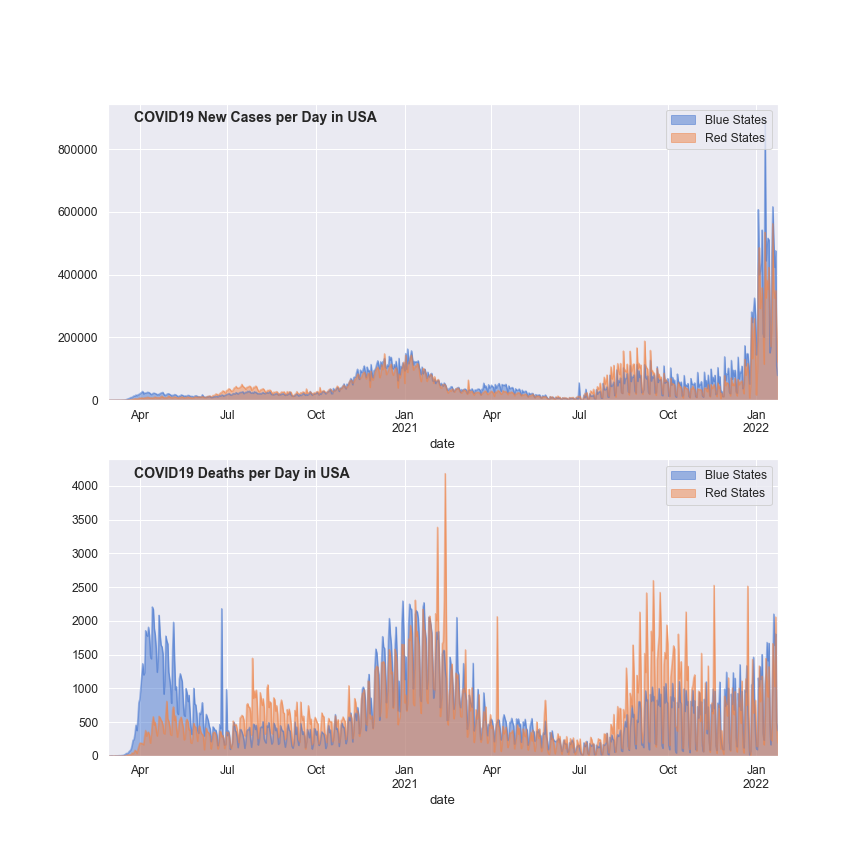 COVID19 New Cases per Day in USA
Blue States
Red States
800000
600000
400000
200000
0
Apr Jul Oct Jan Apr Jul Oct Jan
2021 2022
date
COVID19 Deaths per Day in USA
Blue States
Red States
4000
3500
3000
2500
2000
1500
1000
500
0
Apr Jul Oct Jan Apr Jul Oct Jan
2021 2022
date